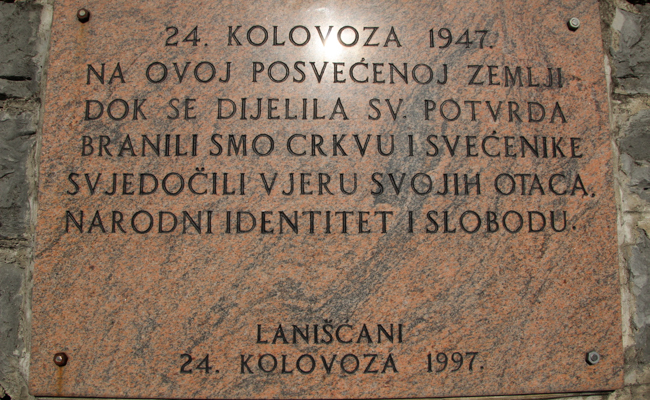 24. KOLOVOZA 1947.
NA OVOJ POSVEĆENOJ ZEMLJI
DOK SE DIJELILA SV. POTVRDA
BRANILI SMO CRKVU I SVEĆENIKE
SVJEDOČILI VJERU SVOJIH OTACA,
NARODNI IDENTITET I SLOBODU.
LANIŠĆANI
24. KOLOVOZA 1997.